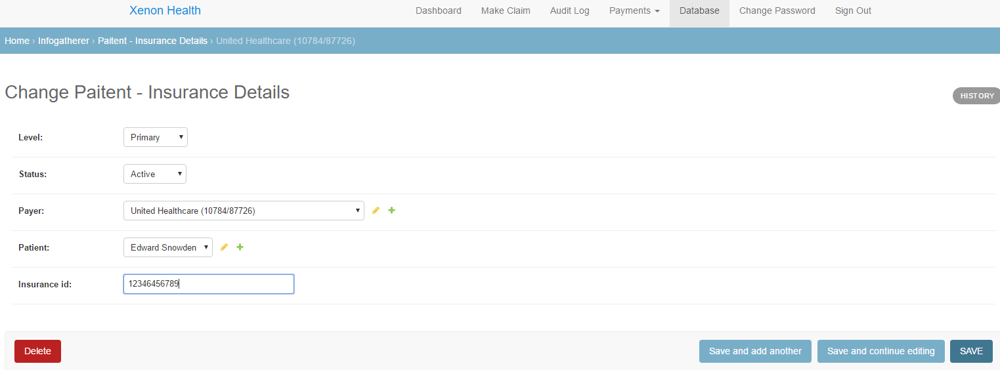 Xenon Health Dashboard Make Claim Audit Log Payments Database Change Password Sign Out
Home › Infogatherer › Paitent - Insurance Details › United Healthcare (10784/87726)
Change Paitent - Insurance Details
HISTORY
Level: Primary
Status: Active
Payer: United Healthcare (10784/87726)
Patient: Edward Snowden
Insurance id: 12346456789
Delete Save and add another Save and continue editing SAVE